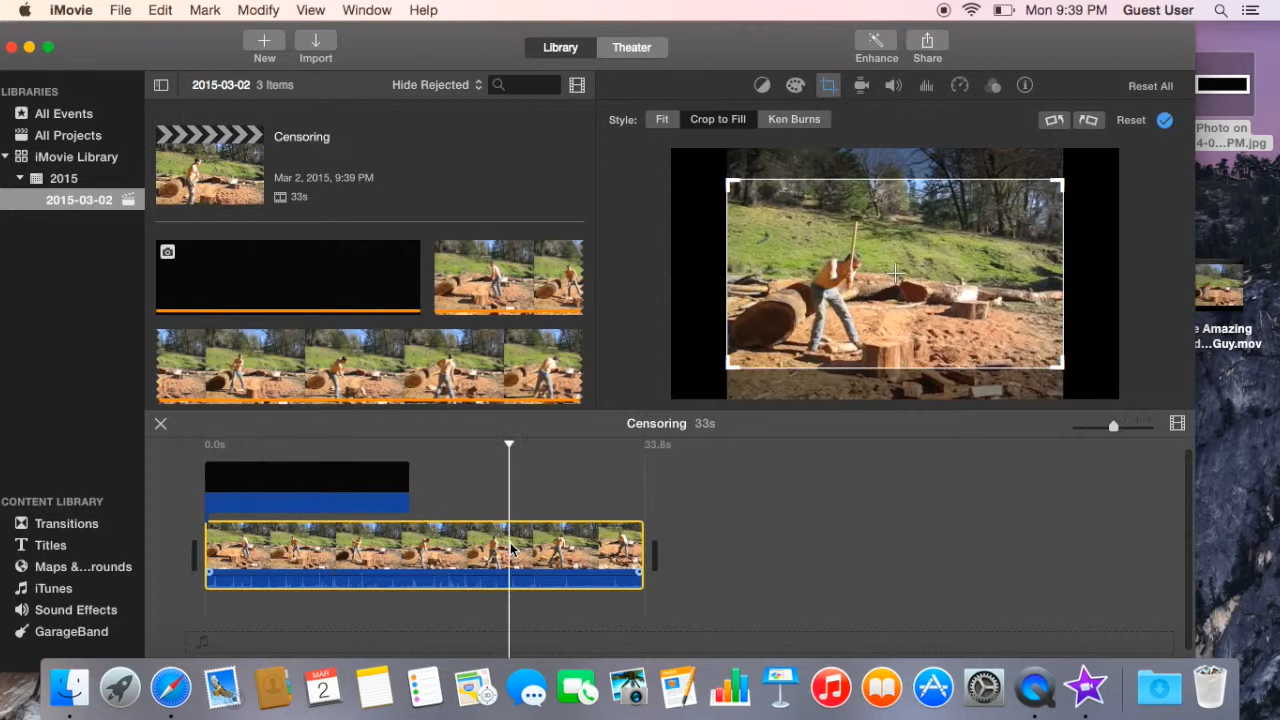 iMovie File Edit Mark Modify View Window Help Mon 9:39 PM Guest User
New Import Library Theater Enhance Share
LIBRARIES 2015-03-02 3 Items Hide Rejected Reset All
All Events
All Projects
iMovie Library
2015
2015-03-02
Censoring
Mar 2, 2015, 9:39 PM
33s
Style: Fit Crop to Fill Ken Burns Reset
Photo on
4-0...PM.jpg
e Amazing
d...Guy.mov
Censoring 33s
0.0s 33.8s
CONTENT LIBRARY
Transitions
Titles
Maps &...rounds
iTunes
Sound Effects
GarageBand
MAR
2